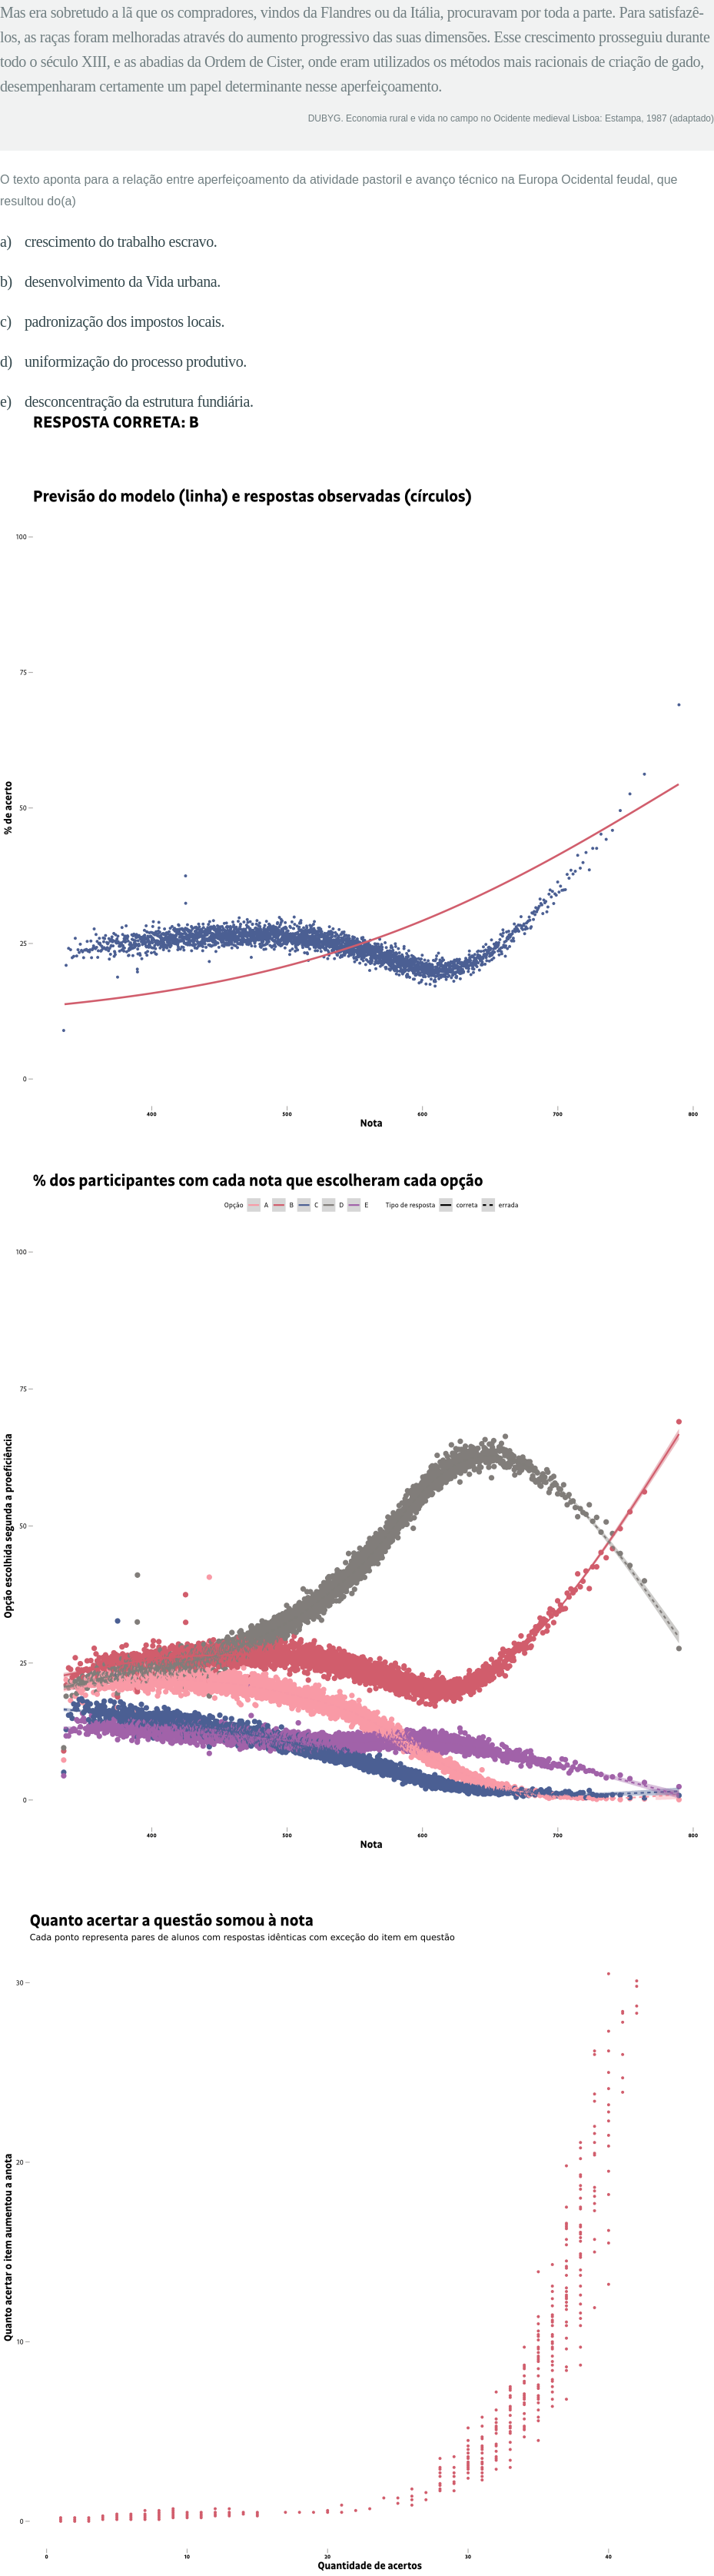 Mas era sobretudo a lã que os compradores, vindos da Flandres ou da Itália, procuravam por toda a parte. Para satisfazê-
los, as raças foram melhoradas através do aumento progressivo das suas dimensões. Esse crescimento prosseguiu durante
todo o século XIII, e as abadias da Ordem de Cister, onde eram utilizados os métodos mais racionais de criação de gado,
desempenharam certamente um papel determinante nesse aperfeiçoamento.
DUBYG. Economia rural e vida no campo no Ocidente medieval Lisboa: Estampa, 1987 (adaptado)
O texto aponta para a relação entre aperfeiçoamento da atividade pastoril e avanço técnico na Europa Ocidental feudal, que
resultou do(a)
a) crescimento do trabalho escravo.
b) desenvolvimento da Vida urbana.
c) padronização dos impostos locais.
d) uniformização do processo produtivo.
e) desconcentração da estrutura fundiária.
RESPOSTA CORRETA: B
Previsão do modelo (linha) e respostas observadas (círculos)
100
75
50
25
0
% de acerto
400 500 600 700 800
Nota
% dos participantes com cada nota que escolheram cada opção
Opção A B C D E Tipo de resposta correta errada
100
75
50
25
0
Opção escolhida segunda a proeficiência
400 500 600 700 800
Nota
Quanto acertar a questão somou à nota
Cada ponto representa pares de alunos com respostas idênticas com exceção do item em questão
30
20
10
0
Quanto acertar o item aumentou a anota
0 10 20 30 40
Quantidade de acertos